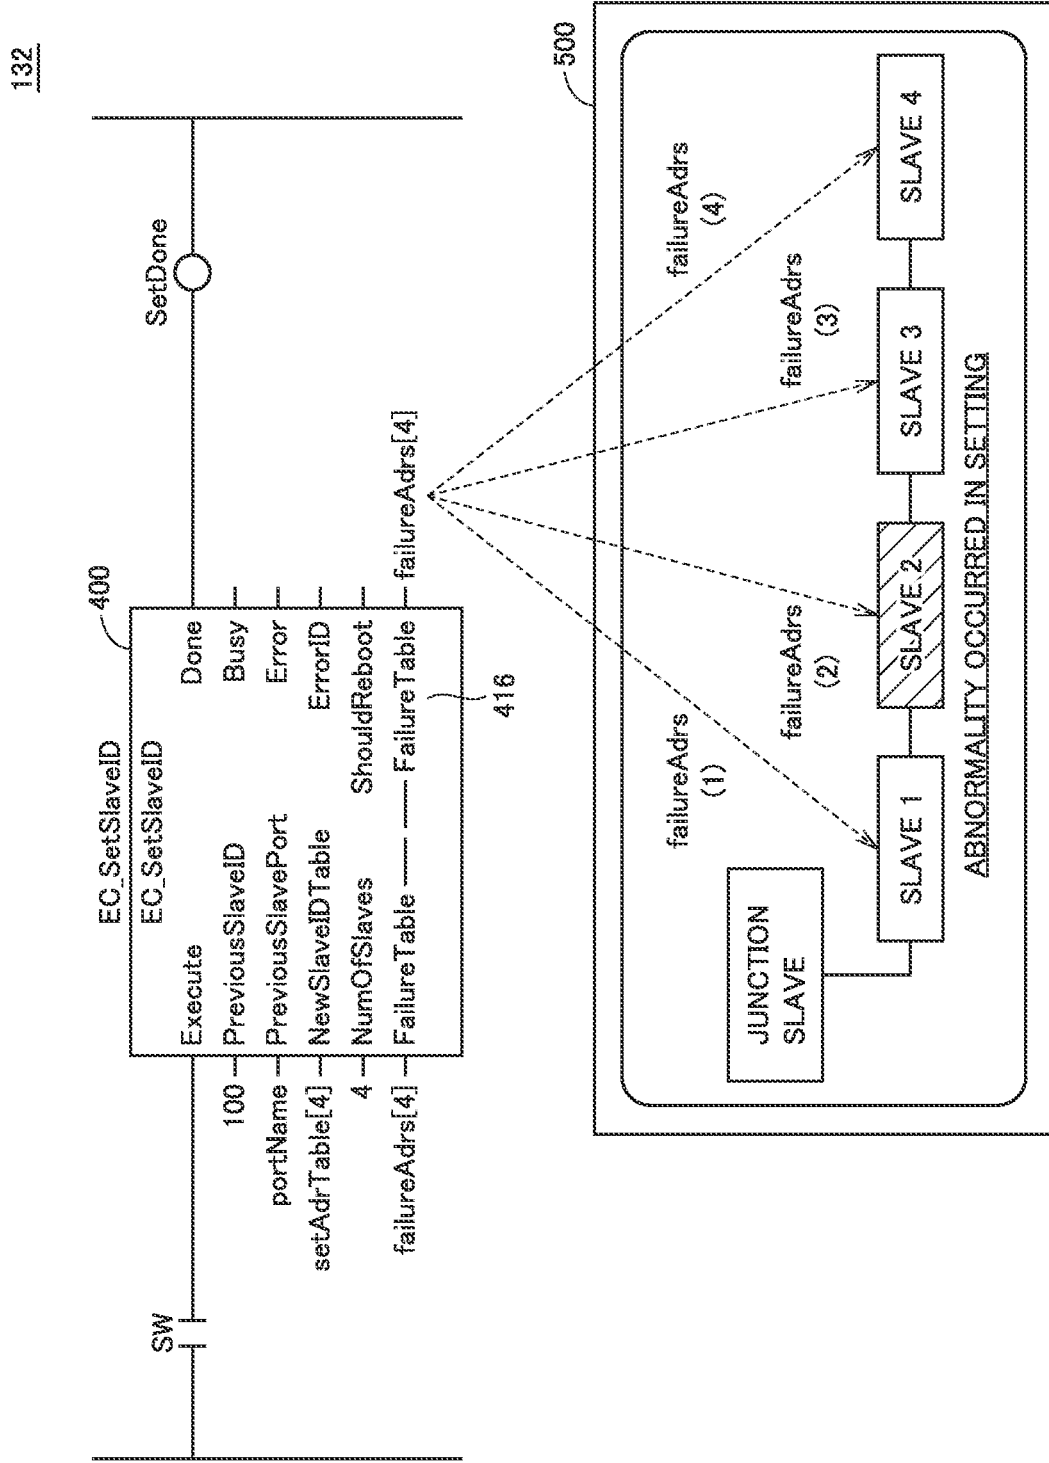 132
400
EC_SetSlaveID
EC_SetSlaveID
SW
Execute
Done
SetDone
100
PreviousSlaveID
Busy
portName
PreviousSlavePort
Error
setAdrTable[4]
NewSlaveIDTable
ErrorID
4
NumOfSlaves
ShouldReboot
failureAdrs[4]
FailureTable
FailureTable
failureAdrs[4]
416
500
failureAdrs
(1)
failureAdrs
(2)
failureAdrs
(3)
failureAdrs
(4)
JUNCTION
SLAVE
SLAVE 1
SLAVE 2
SLAVE 3
SLAVE 4
ABNORMALITY OCCURRED IN SETTING